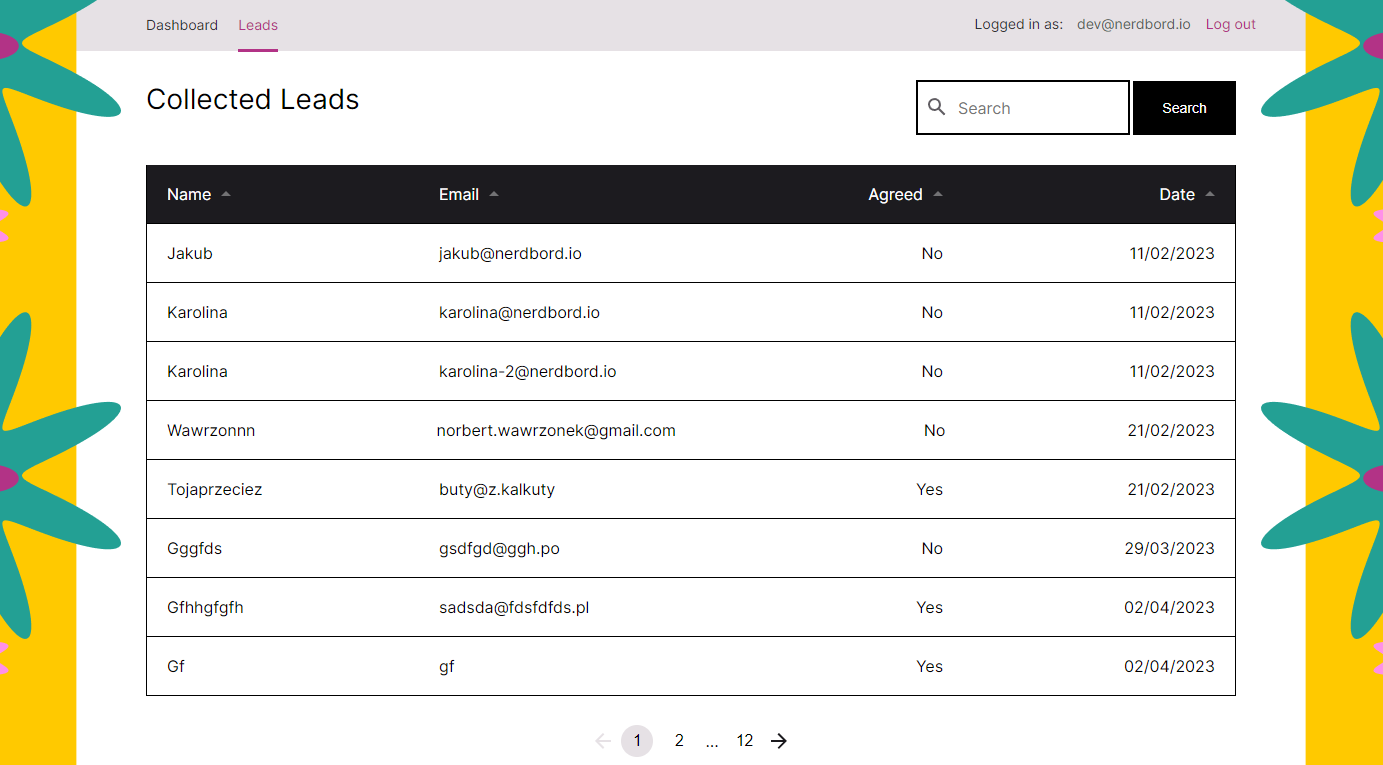 Dashboard Leads Logged in as: dev@nerdbord.io Log out
Collected Leads Search Search
Name Email Agreed Date
Jakub jakub@nerdbord.io No 11/02/2023
Karolina karolina@nerdbord.io No 11/02/2023
Karolina karolina-2@nerdbord.io No 11/02/2023
Wawrzonnn norbert.wawrzonek@gmail.com No 21/02/2023
Tojaprzeciez buty@z.kalkuty Yes 21/02/2023
Gggfds gsdfgd@ggh.po No 29/03/2023
Gfhhgfgfh sadsda@fdsfdfds.pl Yes 02/04/2023
Gf gf Yes 02/04/2023
1 2 ... 12